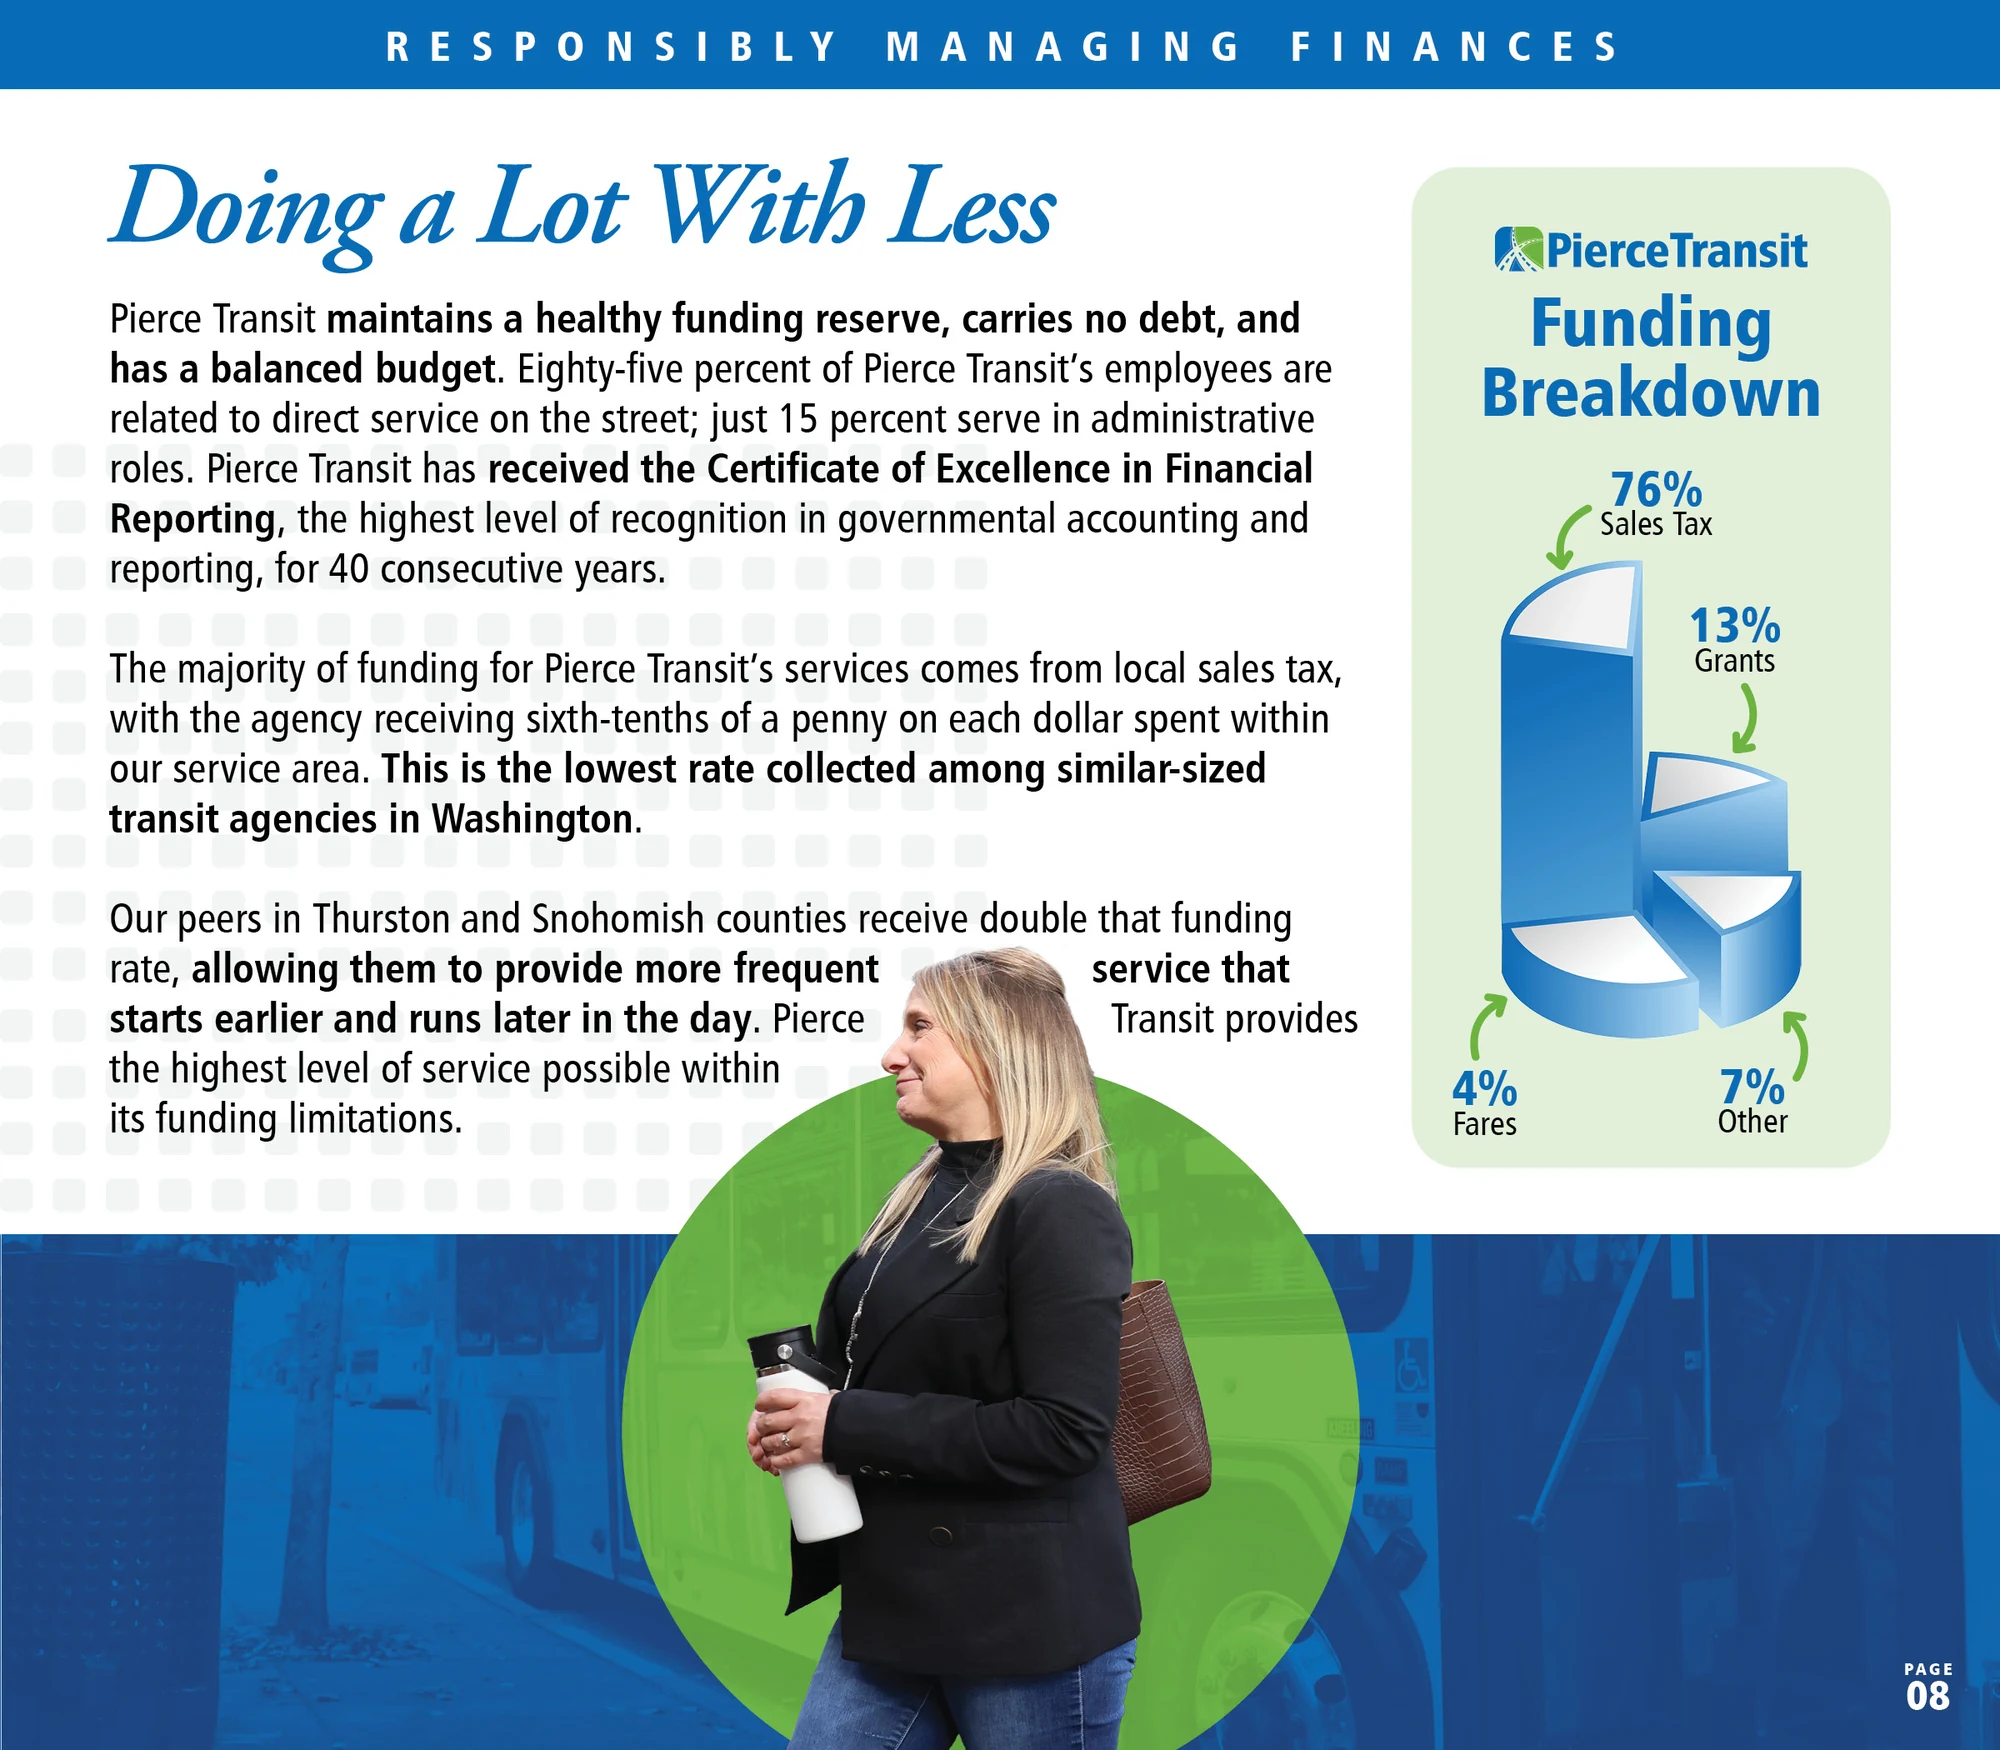 RESPONSIBLY MANAGING FINANCES
Doing a Lot With Less
Pierce Transit maintains a healthy funding reserve, carries no debt, and
has a balanced budget. Eighty-five percent of Pierce Transit’s employees are
related to direct service on the street; just 15 percent serve in administrative
roles. Pierce Transit has received the Certificate of Excellence in Financial
Reporting, the highest level of recognition in governmental accounting and
reporting, for 40 consecutive years.
The majority of funding for Pierce Transit’s services comes from local sales tax,
with the agency receiving sixth-tenths of a penny on each dollar spent within
our service area. This is the lowest rate collected among similar-sized
transit agencies in Washington.
Our peers in Thurston and Snohomish counties receive double that funding
rate, allowing them to provide more frequent service that
starts earlier and runs later in the day. Pierce Transit provides
the highest level of service possible within
its funding limitations.
PierceTransit
Funding
Breakdown
76%
Sales Tax
13%
Grants
4%
Fares
7%
Other
PAGE
08